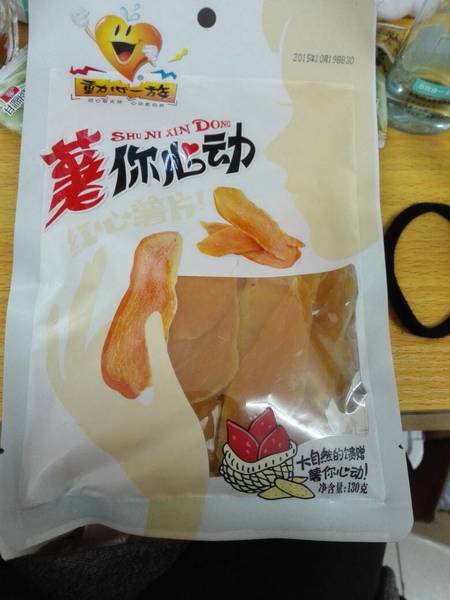 2015年10月19BB30
動心一族
®
SHU NI XIN DONG
薯你心动
红心薯片!
大自然的馈赠
薯你心动!
净含量:130克